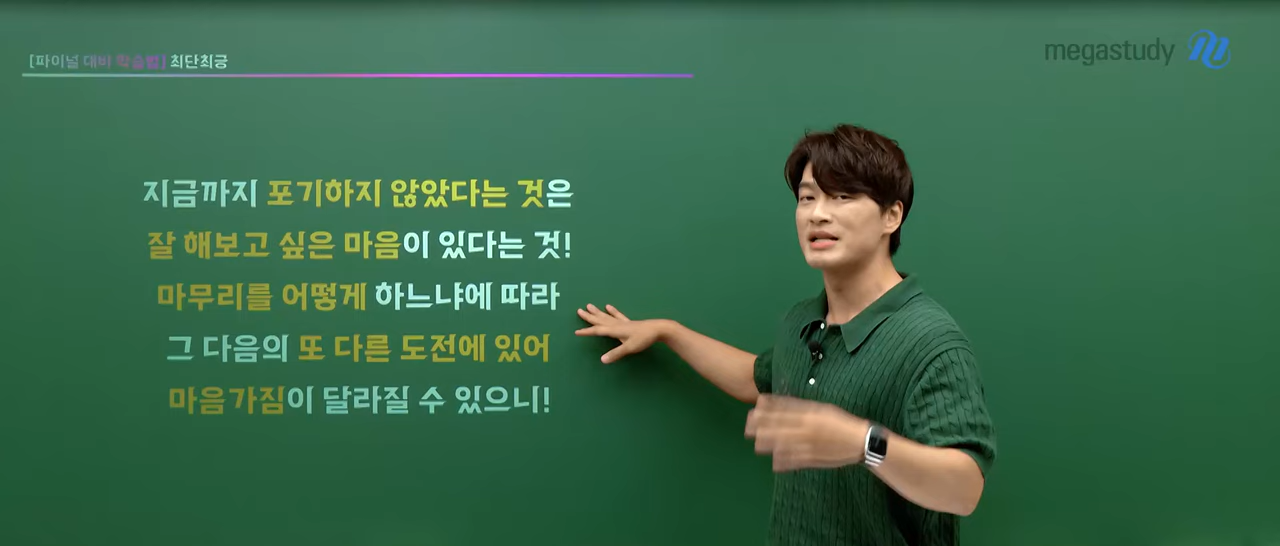 [파이널 대비 학습법] 최단최긍
megastudy
지금까지 포기하지 않았다는 것은
잘 해보고 싶은 마음이 있다는 것!
마무리를 어떻게 하느냐에 따라
그 다음의 또 다른 도전에 있어
마음가짐이 달라질 수 있으니!